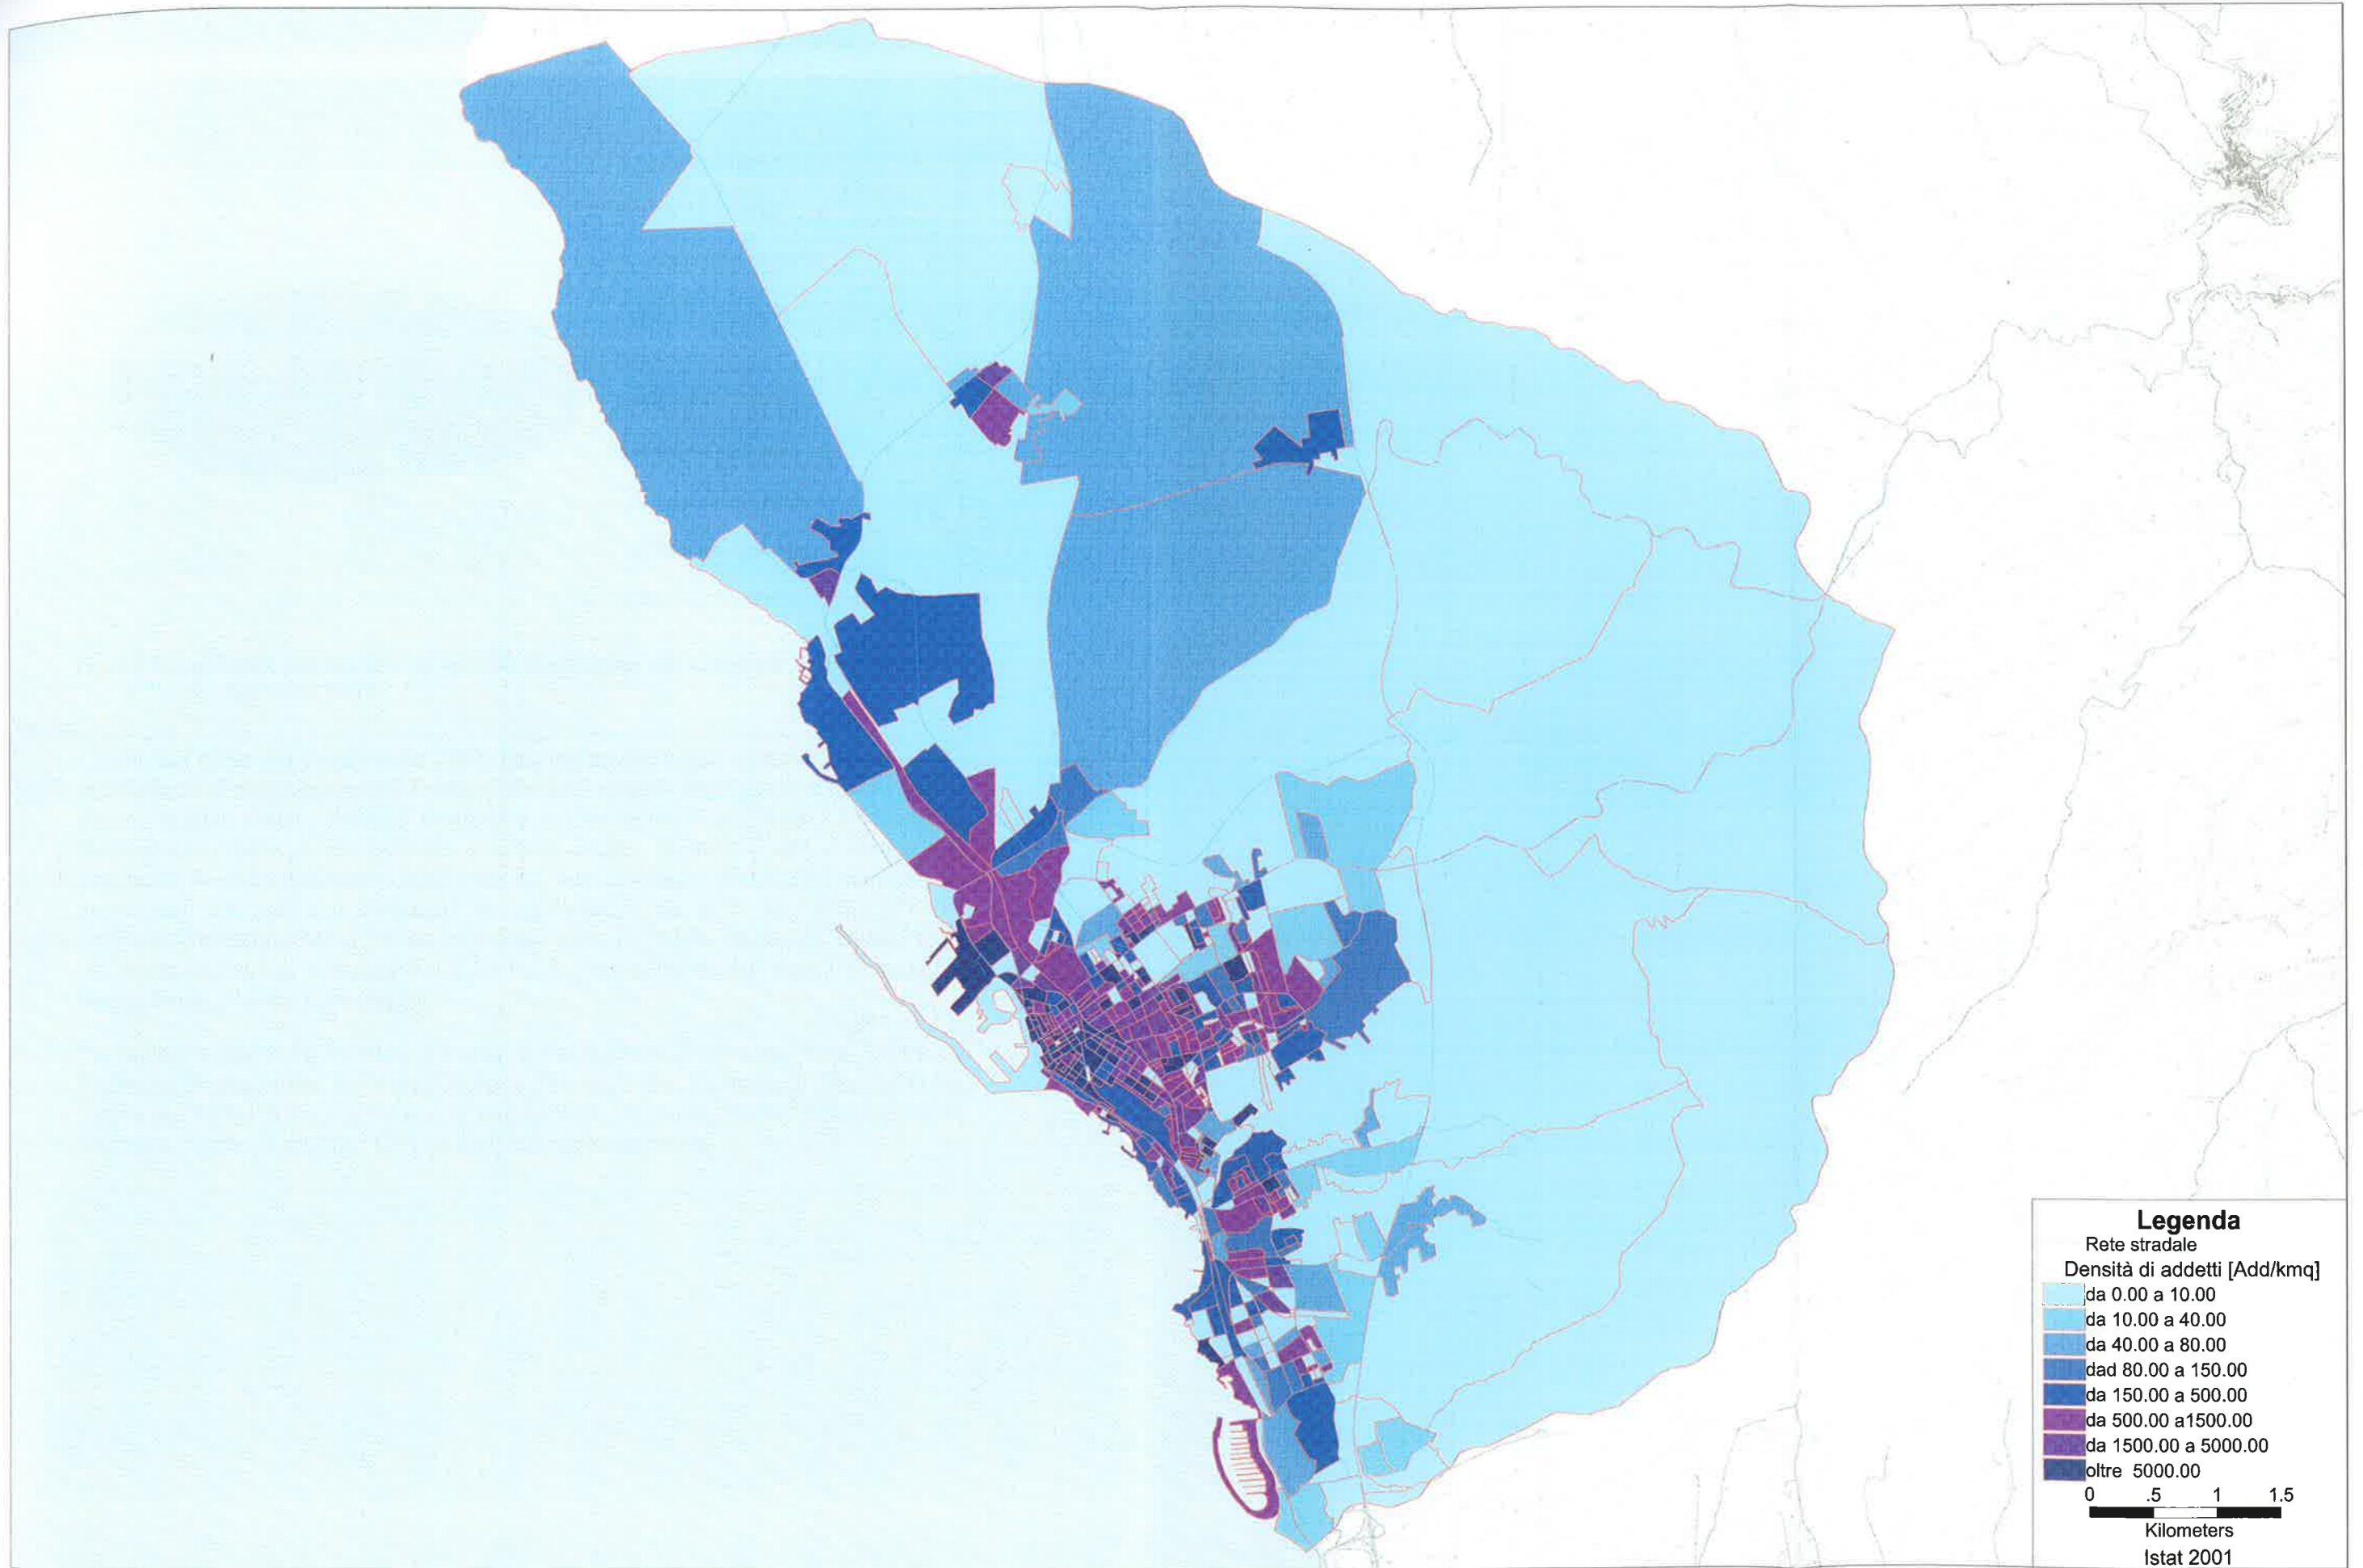 Legenda
Rete stradale
Densità di addetti [Add/kmq]
da 0.00 a 10.00
da 10.00 a 40.00
da 40.00 a 80.00
dad 80.00 a 150.00
da 150.00 a 500.00
da 500.00 a1500.00
da 1500.00 a 5000.00
oltre 5000.00
0 .5 1 1.5
Kilometers
Istat 2001